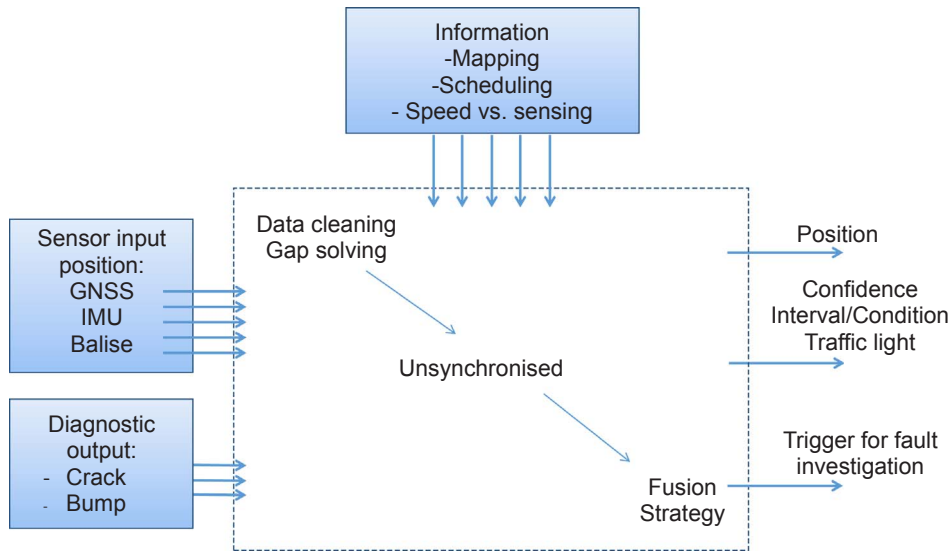 Information
-Mapping
-Scheduling
- Speed vs. sensing
Sensor input
position:
GNSS
IMU
Balise
Diagnostic
output:
- Crack
- Bump
Data cleaning
Gap solving
Unsynchronised
Fusion
Strategy
Position
Confidence
Interval/Condition
Traffic light
Trigger for fault
investigation